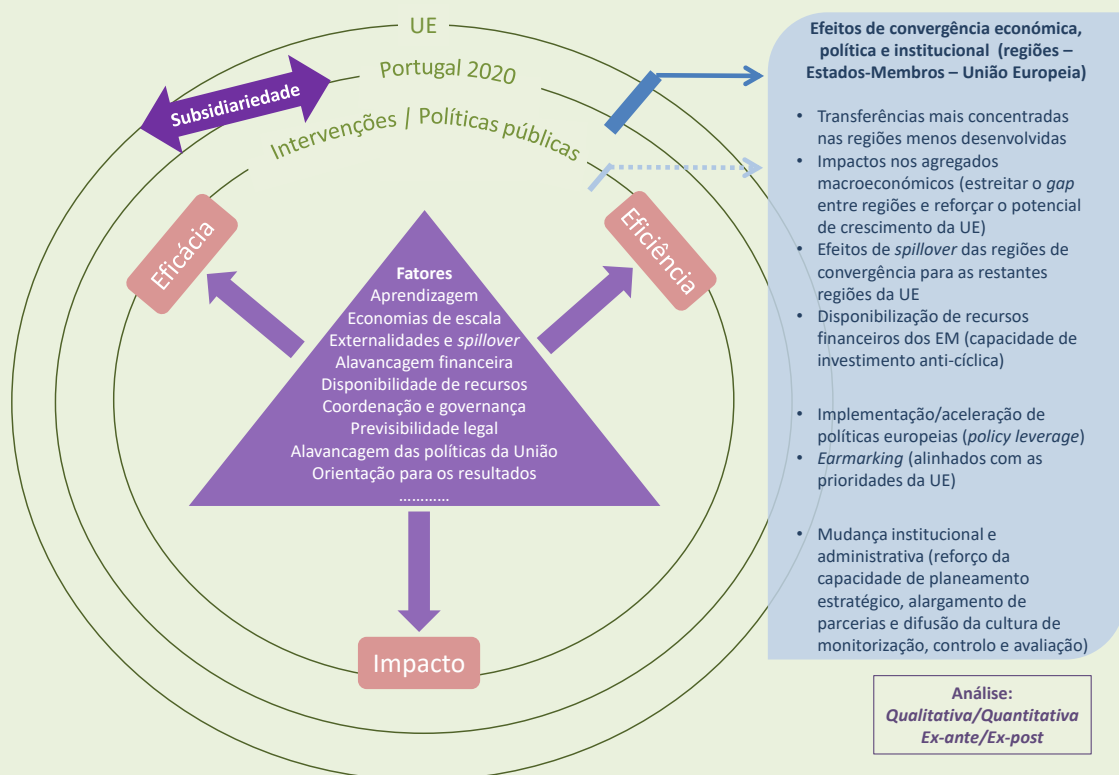 UE
Portugal 2020
Intervenções | Políticas públicas
Subsidiariedade
Eficácia
Eficiência
Fatores
Aprendizagem
Economias de escala
Externalidades e spillover
Alavancagem financeira
Disponibilidade de recursos
Coordenação e governança
Previsibilidade legal
Alavancagem das políticas da União
Orientação para os resultados
…………
Impacto
Efeitos de convergência económica,
política e institucional (regiões –
Estados-Membros – União Europeia)
• Transferências mais concentradas
nas regiões menos desenvolvidas
• Impactos nos agregados
macroeconómicos (estreitar o gap
entre regiões e reforçar o potencial
de crescimento da UE)
• Efeitos de spillover das regiões de
convergência para as restantes
regiões da UE
• Disponibilização de recursos
financeiros dos EM (capacidade de
investimento anti-cíclica)
• Implementação/aceleração de
políticas europeias (policy leverage)
• Earmarking (alinhados com as
prioridades da UE)
• Mudança institucional e
administrativa (reforço da
capacidade de planeamento
estratégico, alargamento de
parcerias e difusão da cultura de
monitorização, controlo e avaliação)
Análise:
Qualitativa/Quantitativa
Ex-ante/Ex-post